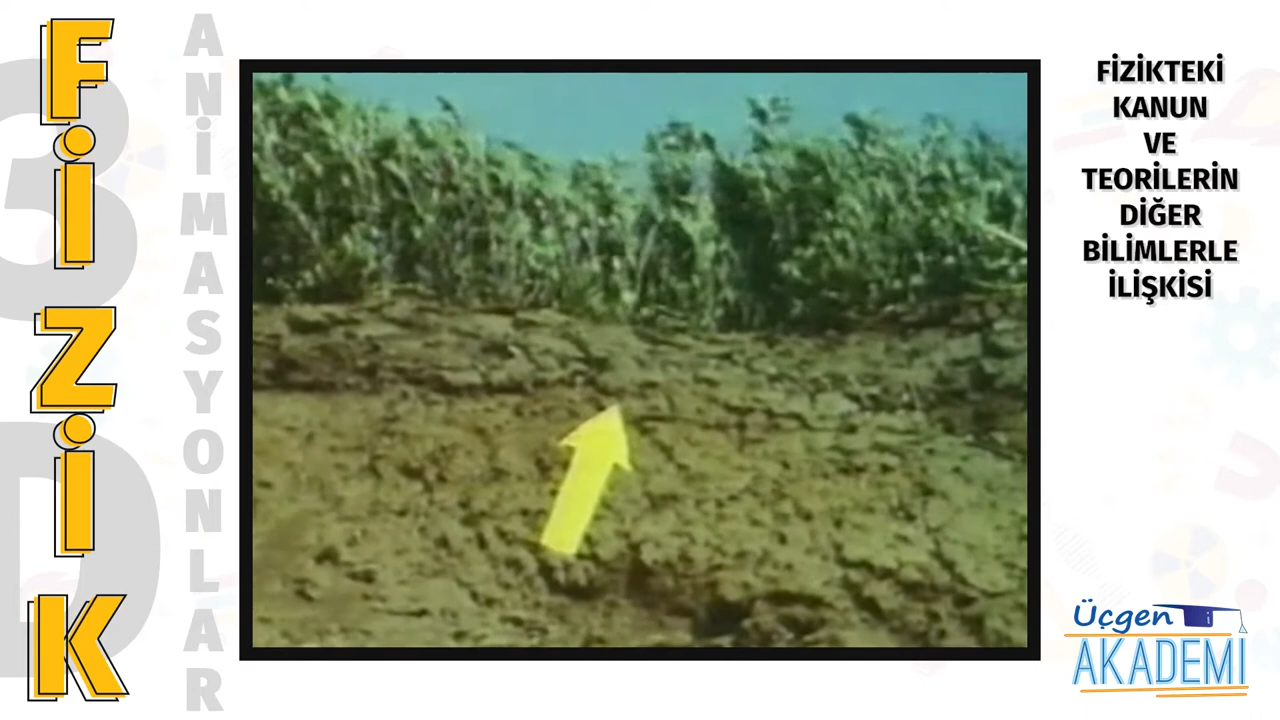 FİZİK
3D
ANİMASYONLAR
FİZİKTEKİ
KANUN
VE
TEORİLERİN
DİĞER
BİLİMLERLE
İLİŞKİSİ
Üçgen
AKADEMİ